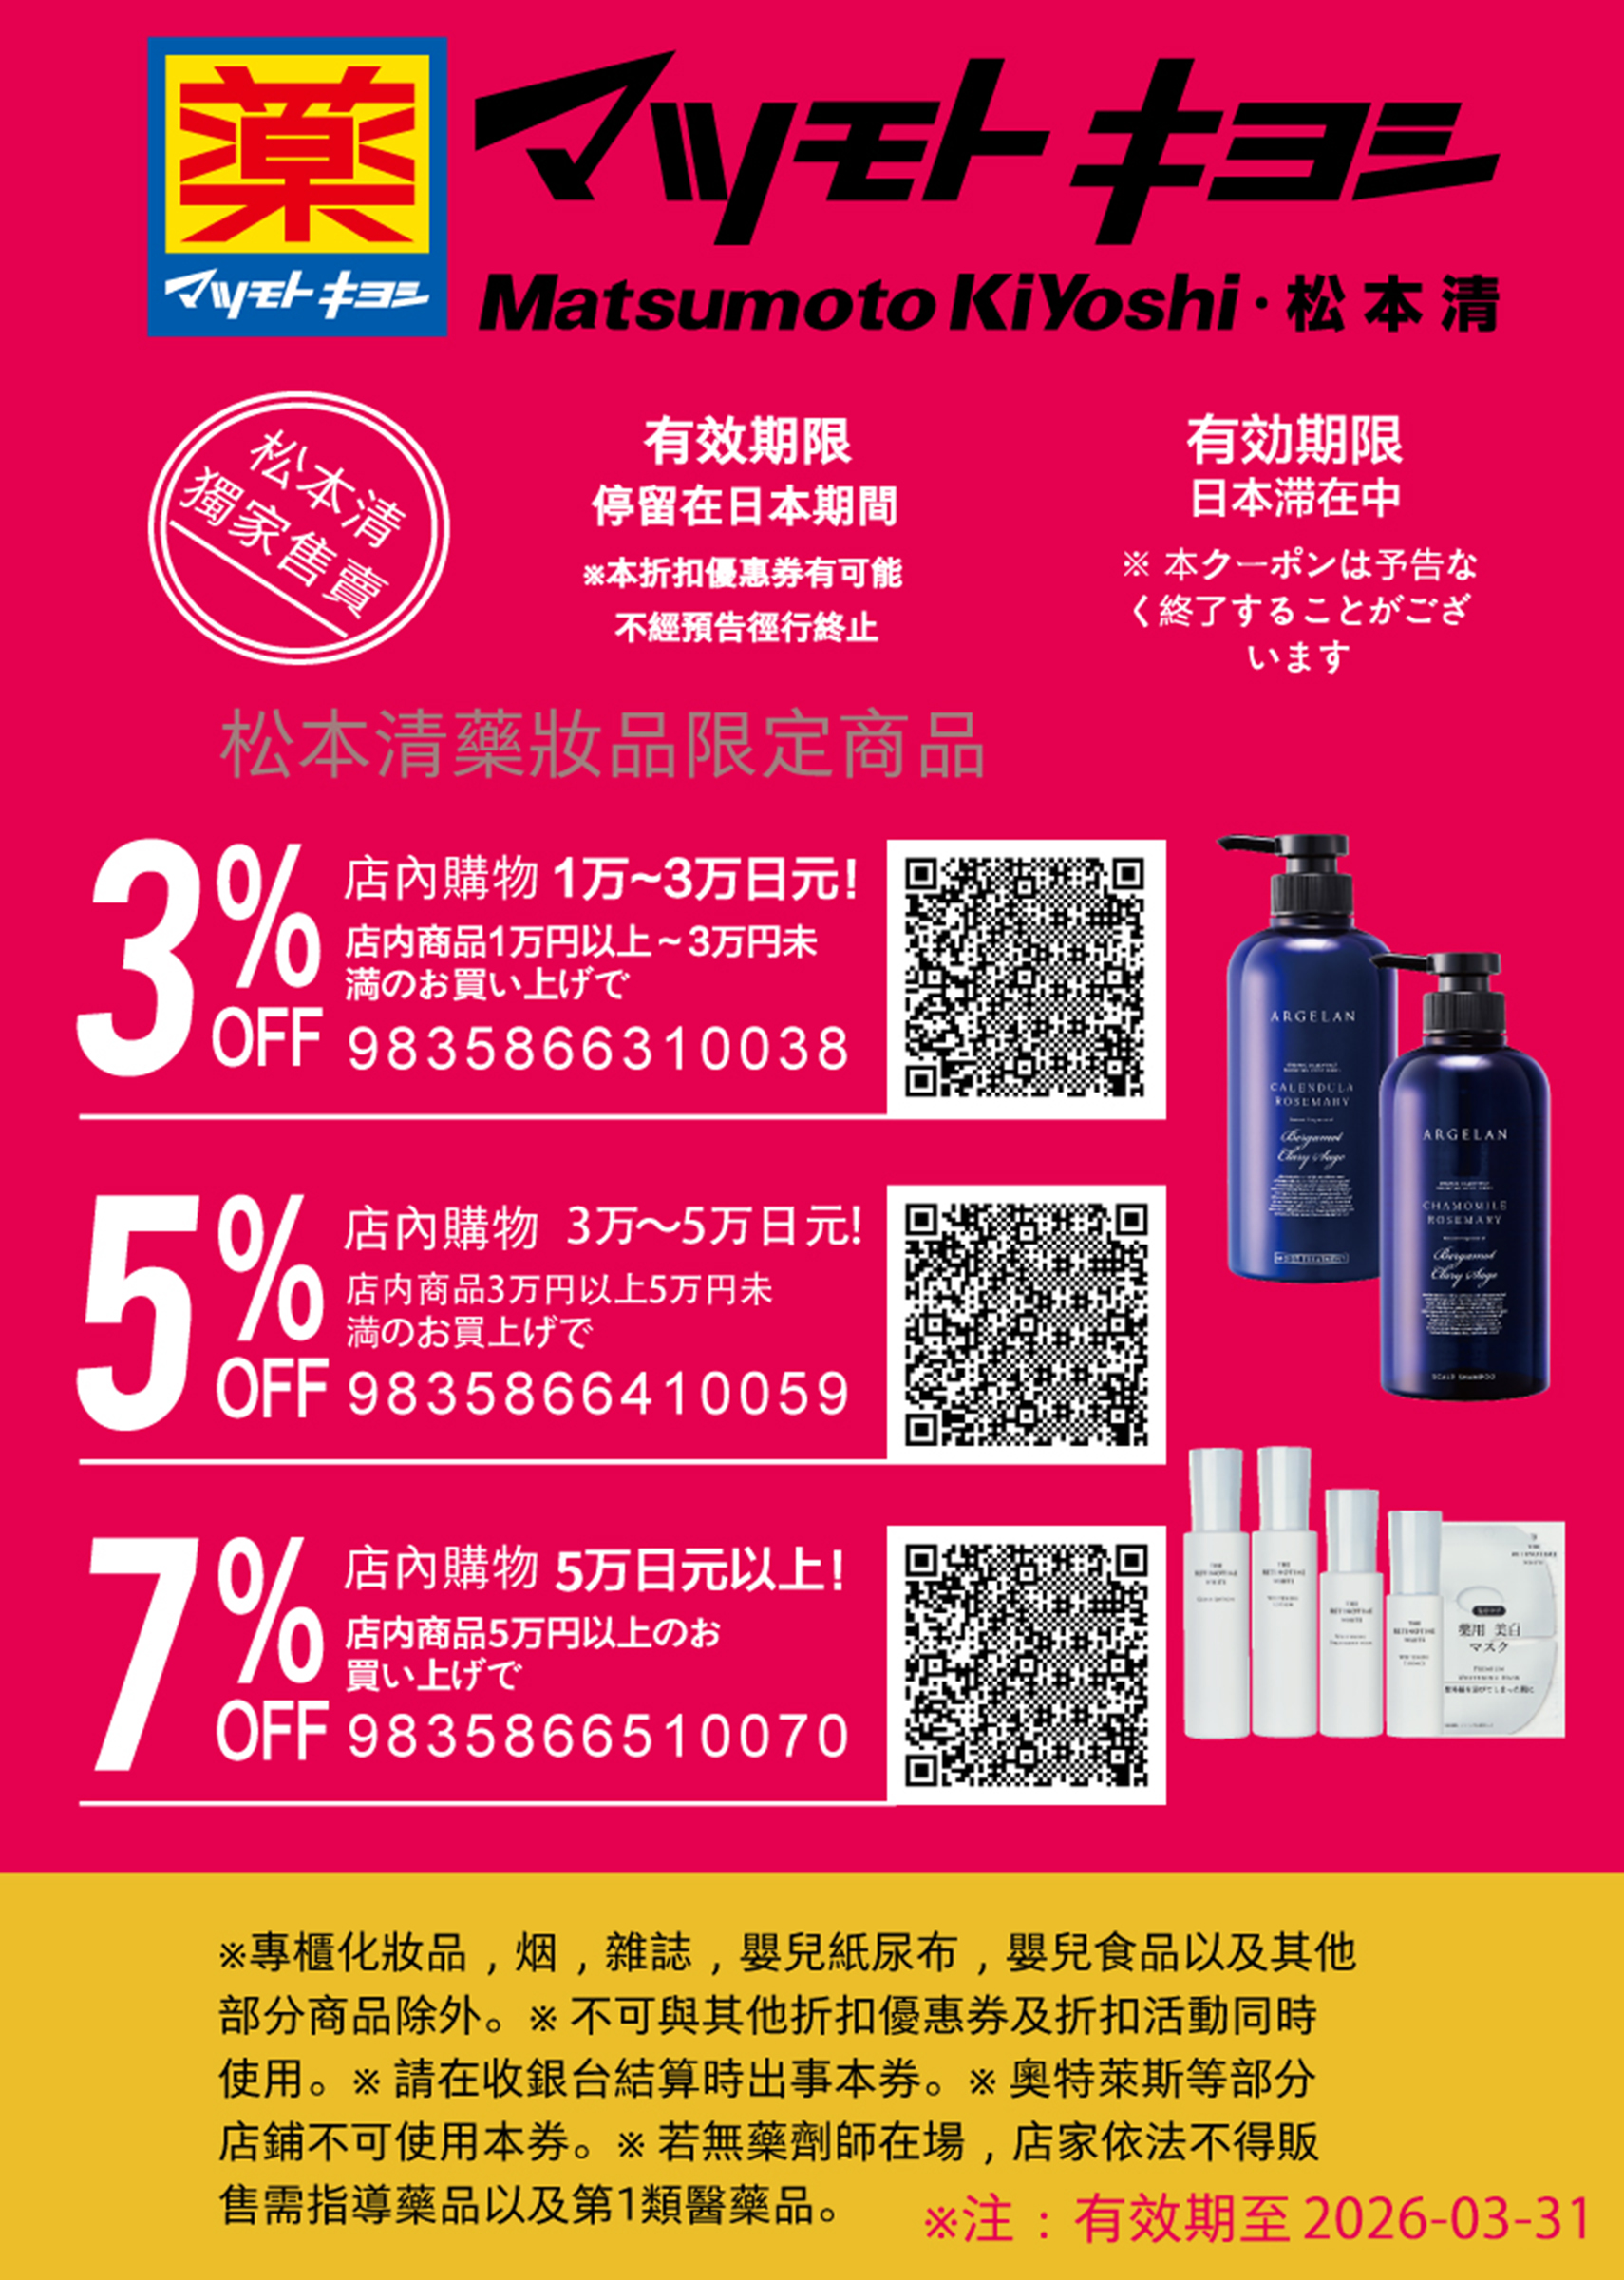 薬
マツモトキヨシ
マツモトキヨシ
Matsumoto KiYoshi・松本清
松本清
獨家售賣
有效期限
停留在日本期間
※本折扣優惠券有可能
不經預告徑行終止
有効期限
日本滞在中
※ 本クーポンは予告な
く終了することがござ
います
松本清藥妝品限定商品
3%
OFF
店內購物 1万~3万日元!
店内商品1万円以上~3万円未
満のお買い上げで
9835866310038
5%
OFF
店內購物 3万～5万日元!
店内商品3万円以上5万円未
満のお買上げで
9835866410059
7%
OFF
店內購物 5万日元以上!
店内商品5万円以上のお
買い上げで
9835866510070
ARGELAN
CALENDULA
ROSEMARY
Bergamot
Clary Sage
ARGELAN
CHAMOMILE
ROSEMARY
Bergamot
Clary Sage
SCALP SHAMPOO
薬用 美白
マスク
※專櫃化妝品，烟，雜誌，嬰兒紙尿布，嬰兒食品以及其他
部分商品除外。※ 不可與其他折扣優惠券及折扣活動同時
使用。※ 請在收銀台結算時出事本券。※ 奧特萊斯等部分
店鋪不可使用本券。※ 若無藥劑師在場，店家依法不得販
售需指導藥品以及第1類醫藥品。
※注：有效期至2026-03-31